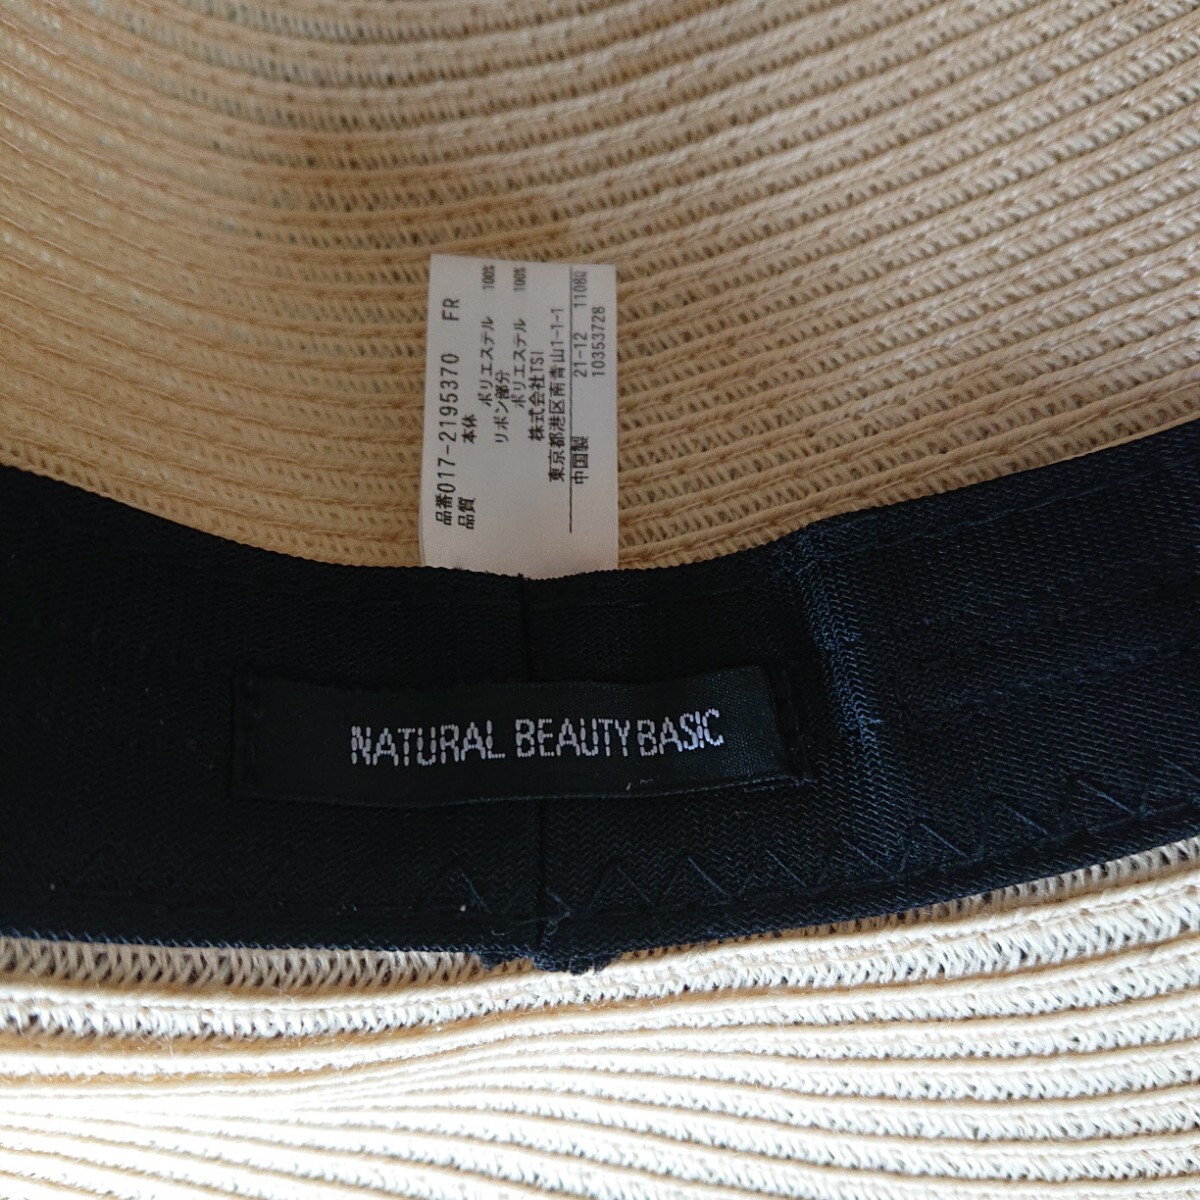 品番017-2195370 FR
品質 本体 ポリエステル 100%
リボン部分
ポリエステル 100%
株式会社TSI
東京都港区南青山1-1-1
中国製 21-12 1108Q
10353728
NATURAL BEAUTY BASIC